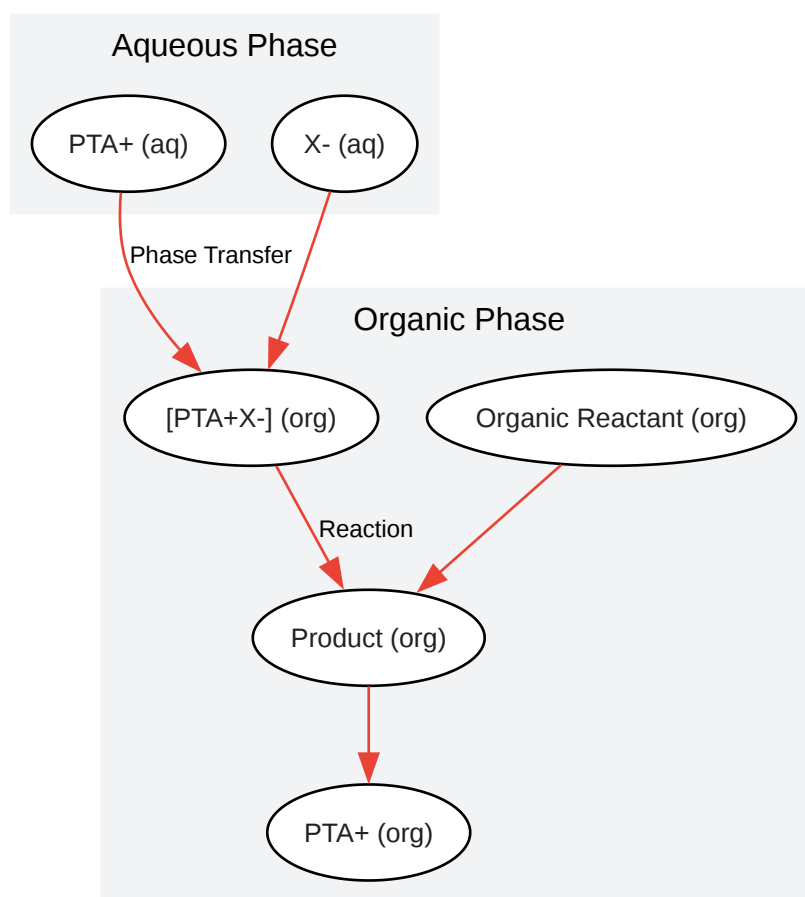 Aqueous Phase
PTA+ (aq)
X- (aq)
Phase Transfer
Organic Phase
[PTA+X-] (org)
Organic Reactant (org)
Reaction
Product (org)
PTA+ (org)